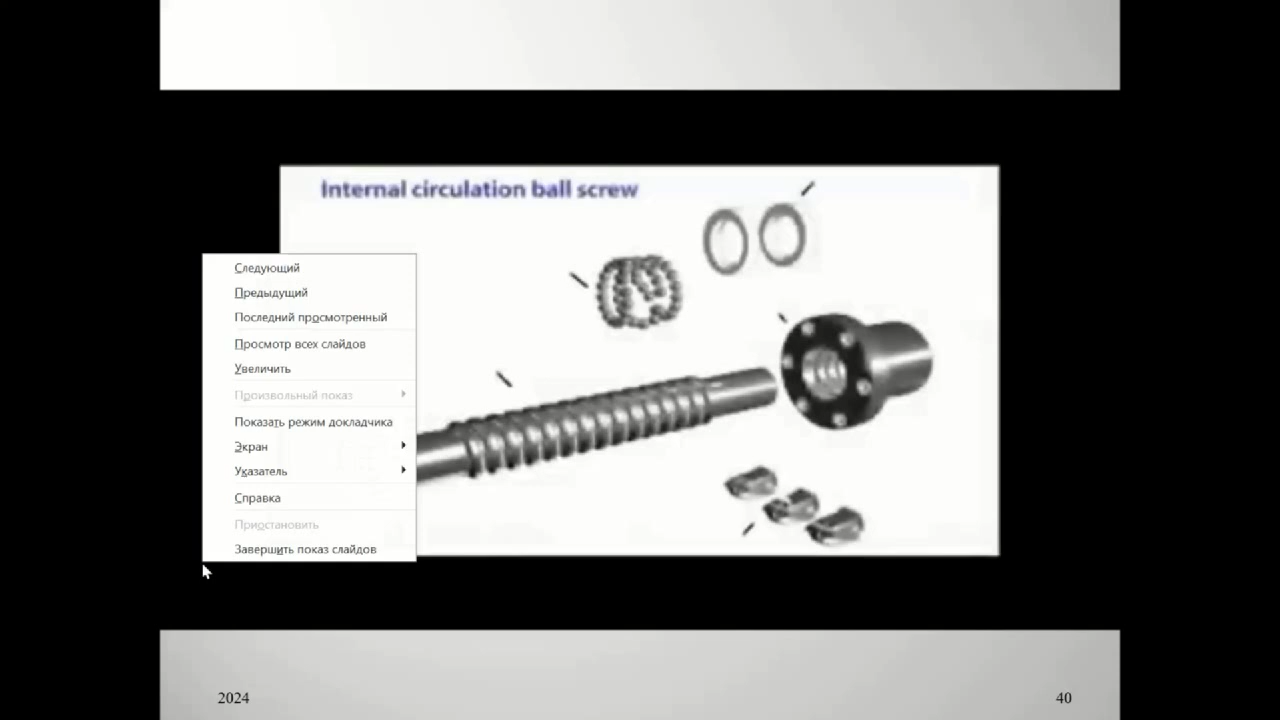 Internal circulation ball screw
Следующий
Предыдущий
Последний просмотренный
Просмотр всех слайдов
Увеличить
Произвольный показ
Показать режим докладчика
Экран
Указатель
Справка
Приостановить
Завершить показ слайдов
2024
40